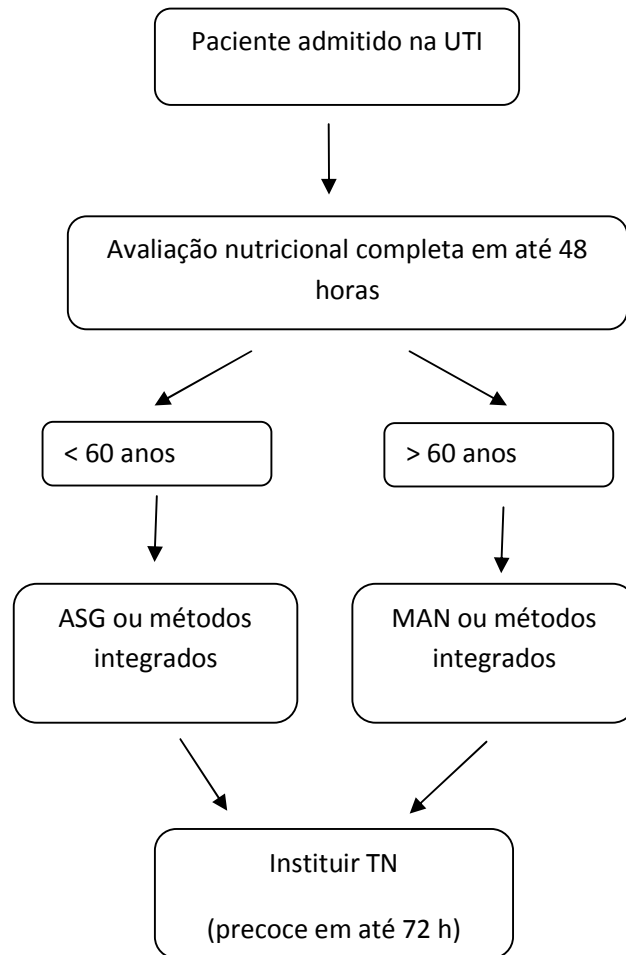 Paciente admitido na UTI
Avaliação nutricional completa em até 48
horas
< 60 anos
> 60 anos
ASG ou métodos
integrados
MAN ou métodos
integrados
Instituir TN
(precoce em até 72 h)